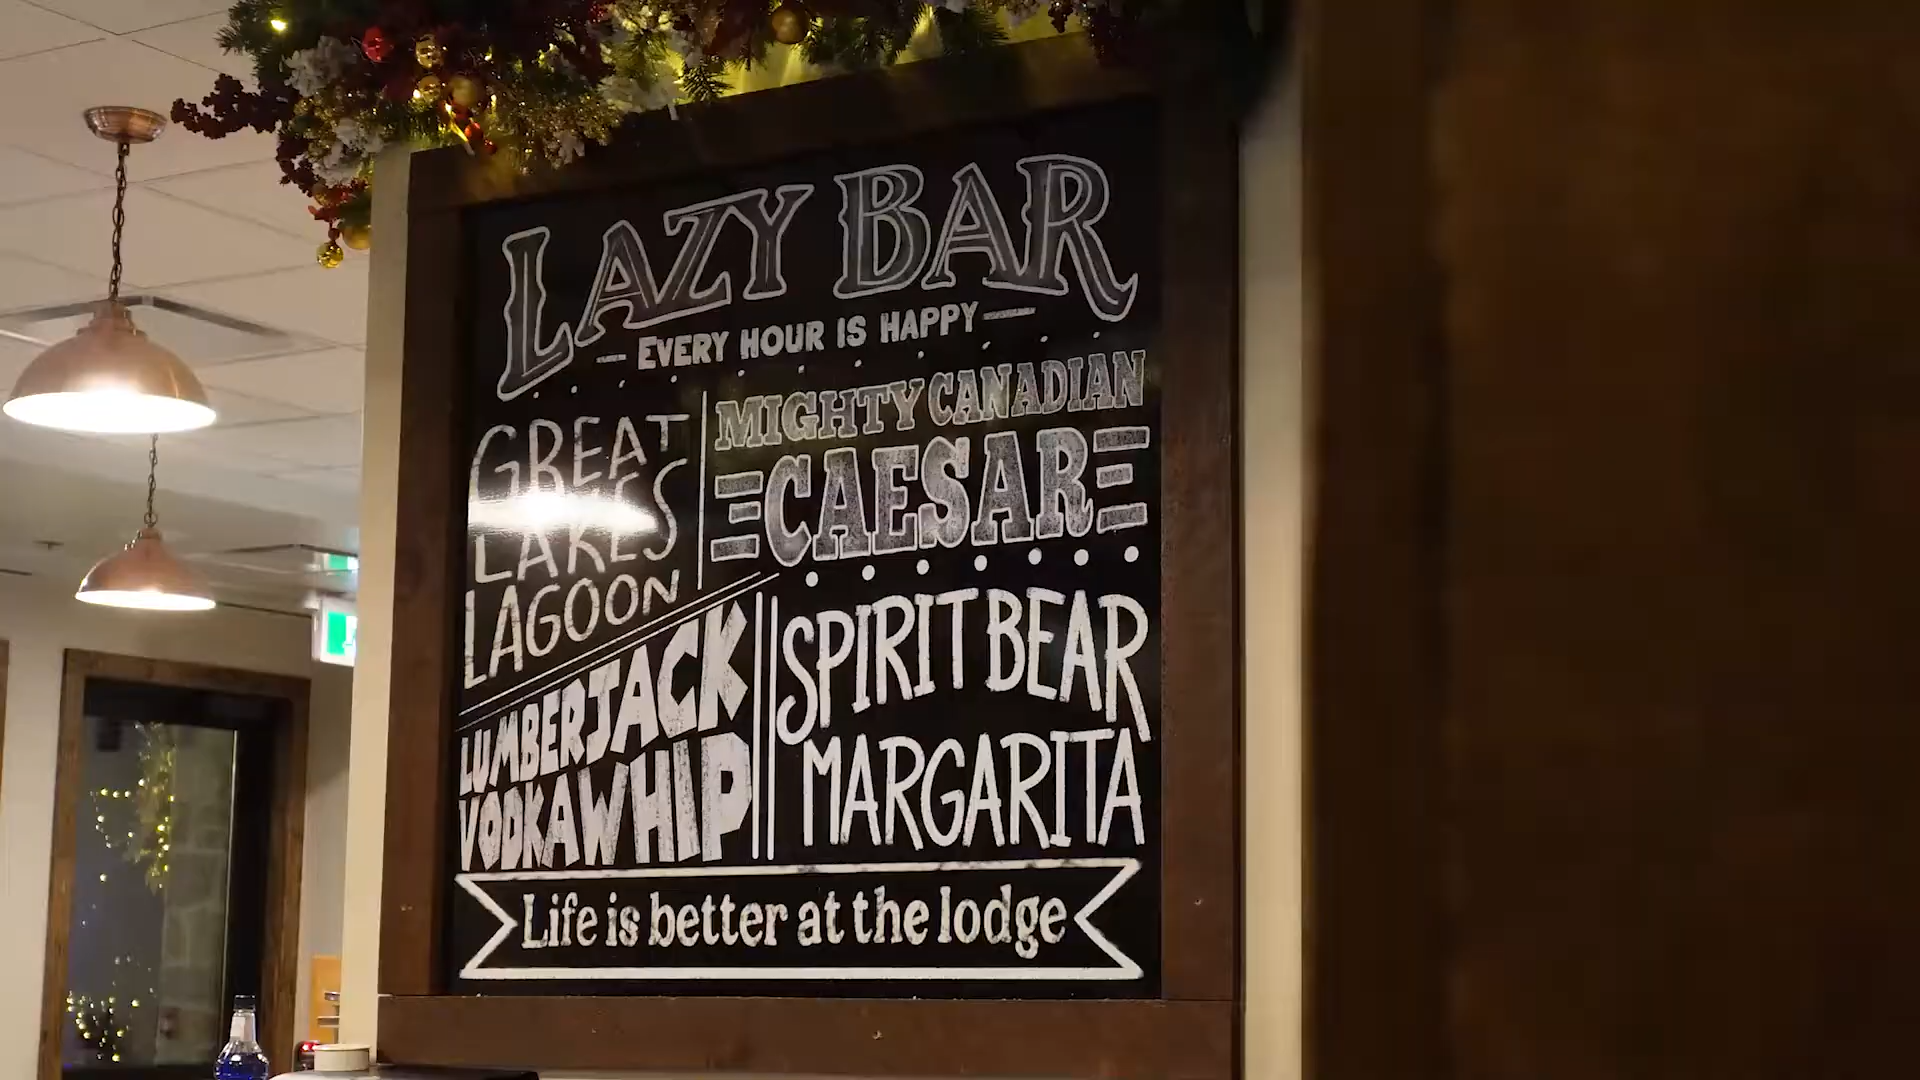 LAZY BAR
EVERY HOUR IS HAPPY
GREAT
LAKES
LAGOON
MIGHTY CANADIAN
CAESAR
LUMBERJACK
VODKA WHIP
SPIRIT BEAR
MARGARITA
Life is better at the lodge